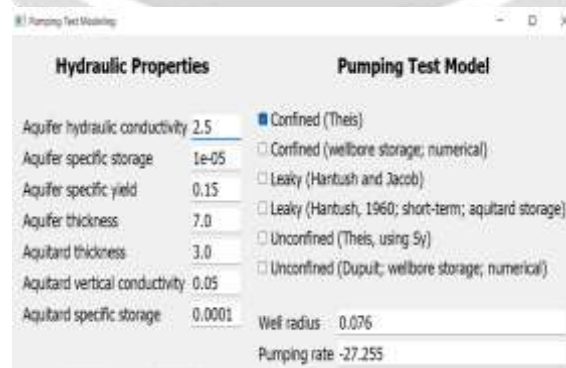 Pumping Test Modeling
Hydraulic Properties
Aquifer hydraulic conductivity 2.5
Aquifer specific storage 1e-05
Aquifer specific yield 0.15
Aquifer thickness 7.0
Aquitard thickness 3.0
Aquitard vertical conductivity 0.05
Aquitard specific storage 0.0001
Pumping Test Model
Confined (Theis)
Confined (wellbore storage; numerical)
Leaky (Hantush and Jacob)
Leaky (Hantush, 1960; short-term; aquitard storage)
Unconfined (Theis, using Sy)
Unconfined (Dupuit; wellbore storage; numerical)
Well radius 0.076
Pumping rate -27.255